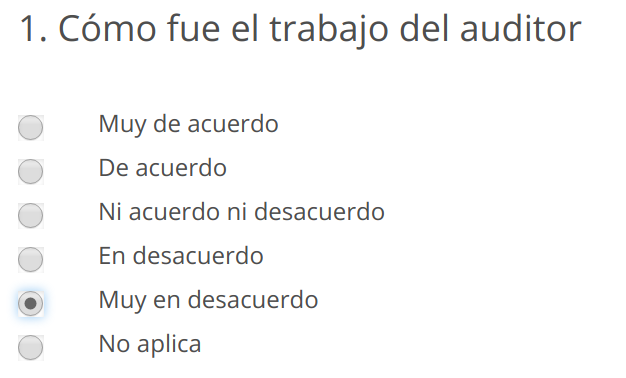 1. Cómo fue el trabajo del auditor
Muy de acuerdo
De acuerdo
Ni acuerdo ni desacuerdo
En desacuerdo
Muy en desacuerdo
No aplica